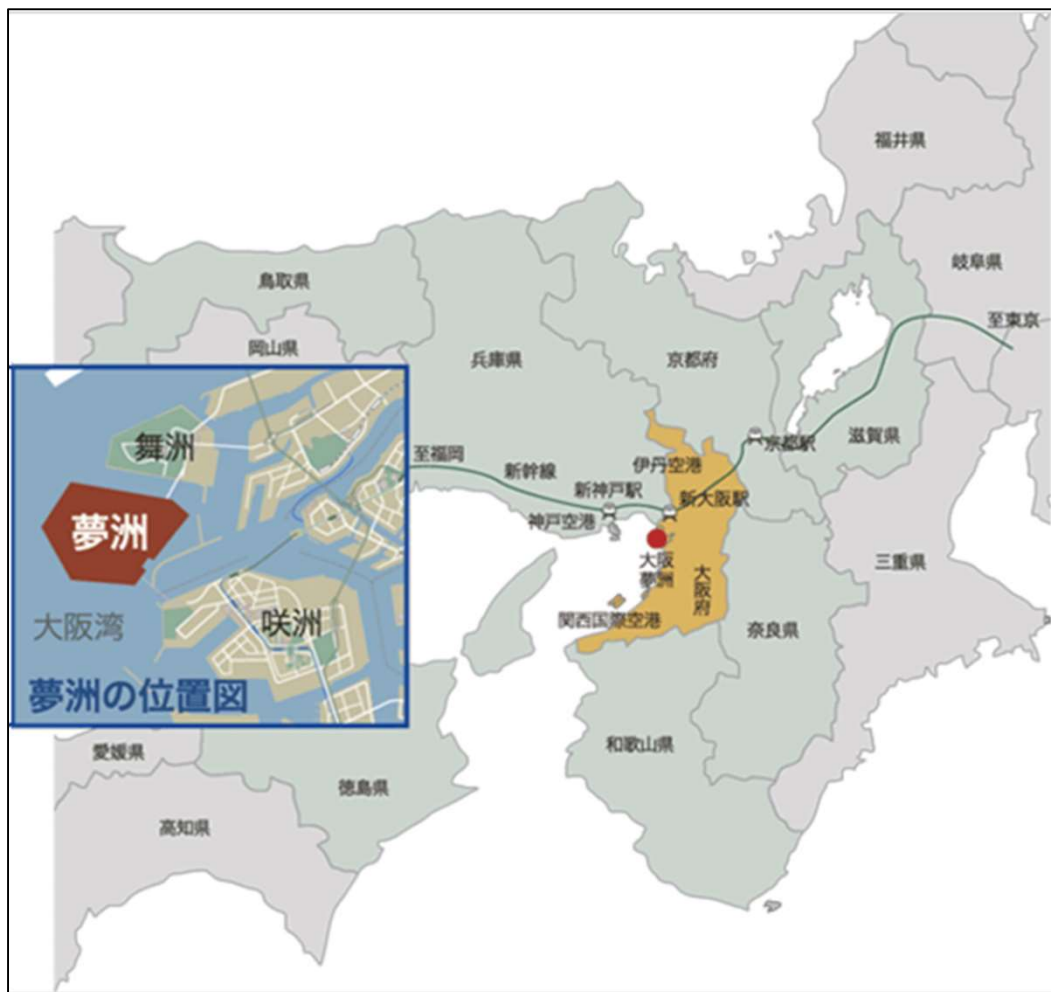 福井県
岐阜県
鳥取県
至東京
岡山県
兵庫県
京都府
舞洲
京都駅
滋賀県
至福岡
新幹線
伊丹空港
新神戸駅
新大阪駅
神戸空港
夢洲
大阪
夢洲
三重県
大阪府
関西国際空港
咲洲
大阪湾
奈良県
夢洲の位置図
和歌山県
愛媛県
徳島県
高知県